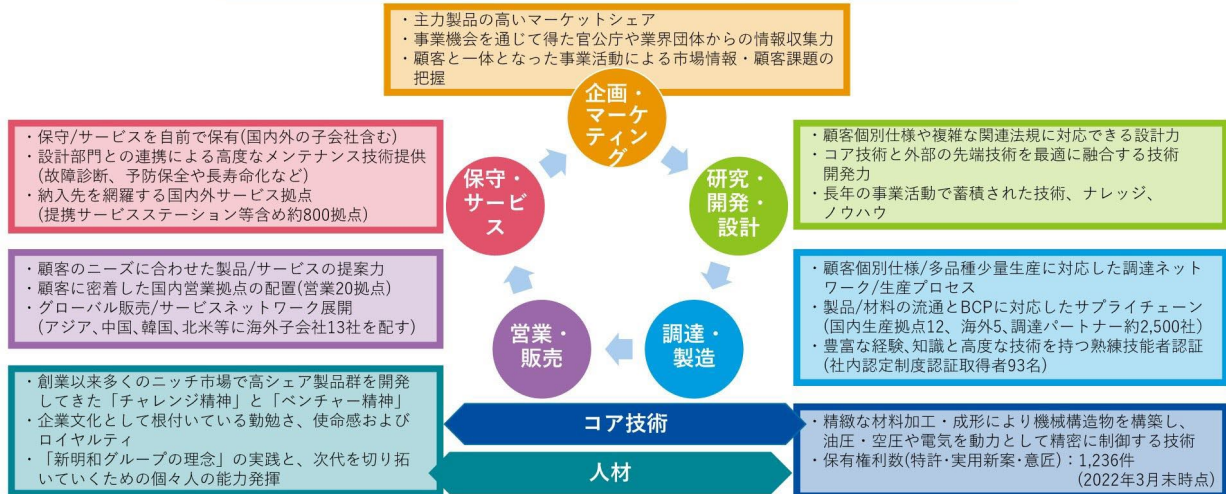 ・主力製品の高いマーケットシェア
・事業機会を通じて得た官公庁や業界団体からの情報収集力
・顧客と一体となった事業活動による市場情報・顧客課題の
把握
企画・
マーケ
ティング
・保守/サービスを自前で保有(国内外の子会社含む)
・設計部門との連携による高度なメンテナンス技術提供
(故障診断、予防保全や長寿命化など)
・納入先を網羅する国内外サービス拠点
(提携サービスステーション等含め約800拠点)
保守・
サービ
ス
研究・
開発・
設計
・顧客個別仕様や複雑な関連法規に対応できる設計力
・コア技術と外部の先端技術を最適に融合する技術
開発力
・長年の事業活動で蓄積された技術、ナレッジ、
ノウハウ
・顧客のニーズに合わせた製品/サービスの提案力
・顧客に密着した国内営業拠点の配置(営業20拠点)
・グローバル販売/サービスネットワーク展開
(アジア、中国、韓国、北米等に海外子会社13社を配す)
営業・
販売
調達・
製造
・顧客個別仕様/多品種少量生産に対応した調達ネット
ワーク/生産プロセス
・製品/材料の流通とBCPに対応したサプライチェーン
(国内生産拠点12、海外5、調達パートナー約2,500社)
・豊富な経験、知識と高度な技術を持つ熟練技能者認証
(社内認定制度認証取得者93名)
・創業以来多くのニッチ市場で高シェア製品群を開発
してきた「チャレンジ精神」と「ベンチャー精神」
・企業文化として根付いている勤勉さ、使命感および
ロイヤルティ
・「新明和グループの理念」の実践と、次代を切り拓
いていくための個々人の能力発揮
コア技術
人材
・精緻な材料加工・成形により機械構造物を構築し、
油圧・空圧や電気を動力として精密に制御する技術
・保有権利数(特許・実用新案・意匠)：1,236件
(2022年3月末時点)